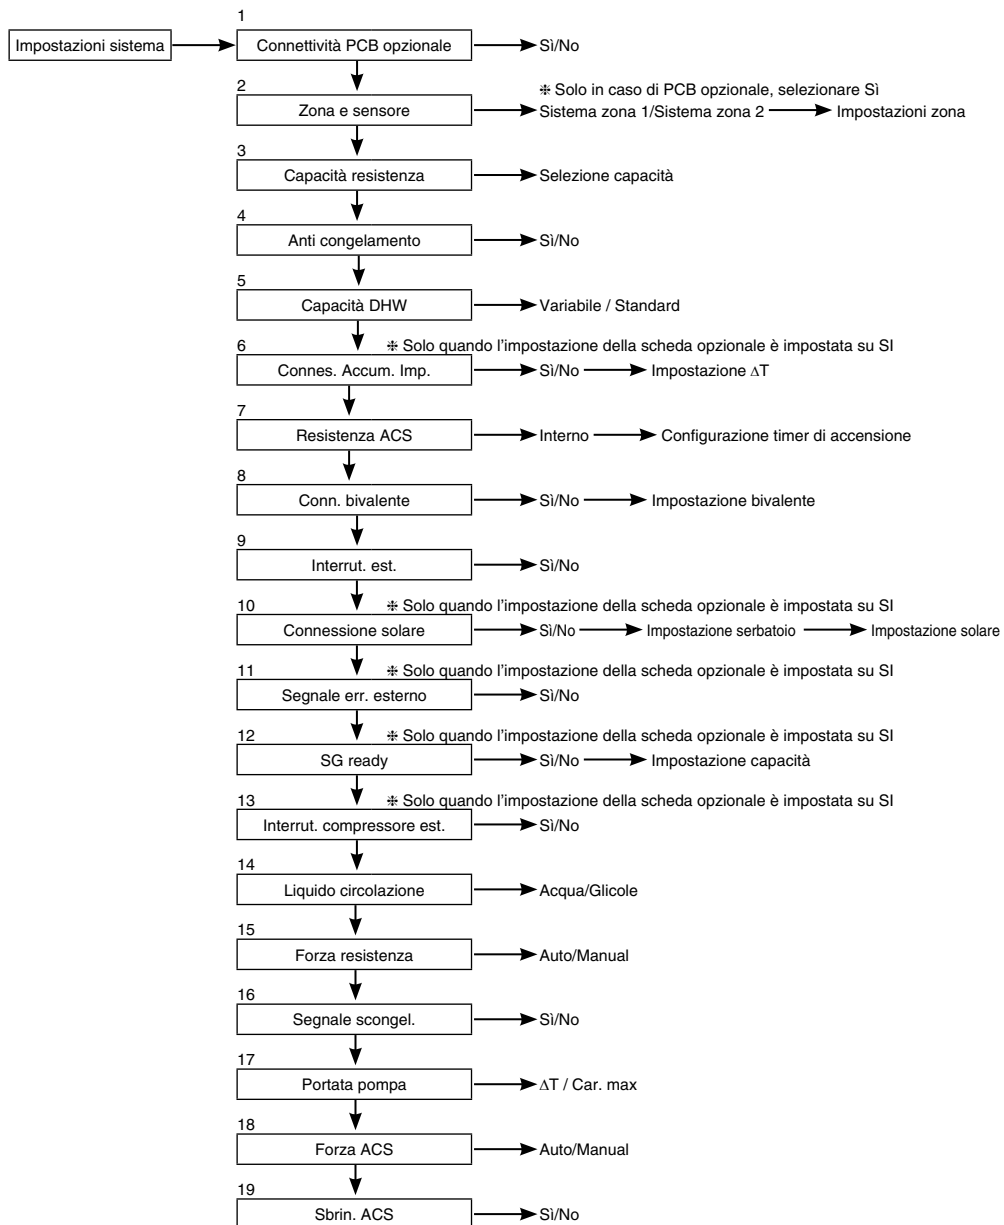 1
Impostazioni sistema
Connettività PCB opzionale
Sì/No
2
❉ Solo in caso di PCB opzionale, selezionare Sì
Zona e sensore
Sistema zona 1/Sistema zona 2
Impostazioni zona
3
Capacità resistenza
Selezione capacità
4
Anti congelamento
Sì/No
5
Capacità DHW
Variabile / Standard
6
❉ Solo quando l’impostazione della scheda opzionale è impostata su SI
Connes. Accum. Imp.
Sì/No
Impostazione ΔT
7
Resistenza ACS
Interno
Configurazione timer di accensione
8
Conn. bivalente
Sì/No
Impostazione bivalente
9
Interrut. est.
Sì/No
10
❉ Solo quando l’impostazione della scheda opzionale è impostata su SI
Connessione solare
Sì/No
Impostazione serbatoio
Impostazione solare
11
❉ Solo quando l’impostazione della scheda opzionale è impostata su SI
Segnale err. esterno
Sì/No
12
❉ Solo quando l’impostazione della scheda opzionale è impostata su SI
SG ready
Sì/No
Impostazione capacità
13
❉ Solo quando l’impostazione della scheda opzionale è impostata su SI
Interrut. compressore est.
Sì/No
14
Liquido circolazione
Acqua/Glicole
15
Forza resistenza
Auto/Manual
16
Segnale scongel.
Sì/No
17
Portata pompa
ΔT / Car. max
18
Forza ACS
Auto/Manual
19
Sbrin. ACS
Sì/No